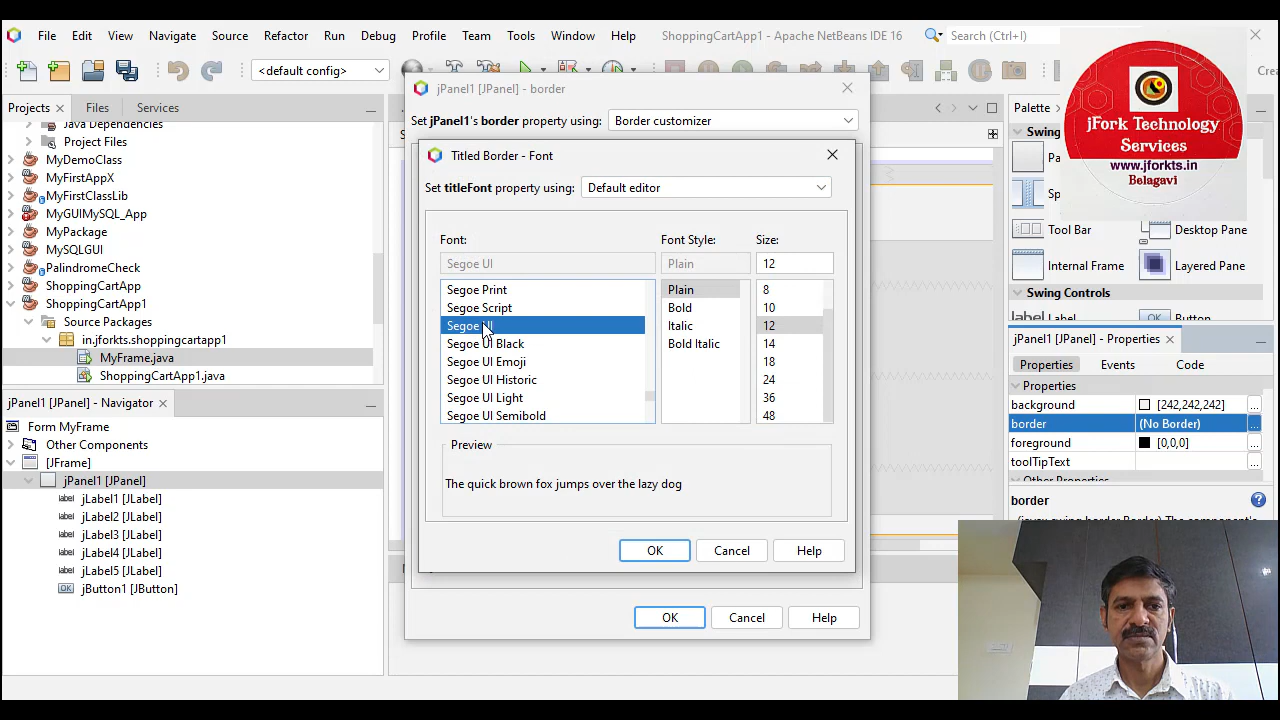 File Edit View Navigate Source Refactor Run Debug Profile Team Tools Window Help ShoppingCartApp1 - Apache NetBeans IDE 16 Search (Ctrl+I)
<default config>
Projects Files Services
Java Dependencies
Project Files
MyDemoClass
MyFirstAppX
MyFirstClassLib
MyGUIMySQL_App
MyPackage
MySQLGUI
PalindromeCheck
ShoppingCartApp
ShoppingCartApp1
Source Packages
in.jforkts.shoppingcartapp1
MyFrame.java
ShoppingCartApp1.java
jPanel1 [JPanel] - Navigator
Form MyFrame
Other Components
[JFrame]
jPanel1 [JPanel]
jLabel1 [JLabel]
jLabel2 [JLabel]
jLabel3 [JLabel]
jLabel4 [JLabel]
jLabel5 [JLabel]
OK jButton1 [JButton]
jPanel1 [JPanel] - border
Set jPanel1's border property using: Border customizer
Titled Border - Font
Set titleFont property using: Default editor
Font: Font Style: Size:
Segoe UI Plain 12
Segoe Print Plain 8
Segoe Script Bold 10
Segoe UI Italic 12
Segoe UI Black Bold Italic 14
Segoe UI Emoji 18
Segoe UI Historic 24
Segoe UI Light 36
Segoe UI Semibold 48
Preview
The quick brown fox jumps over the lazy dog
OK Cancel Help
OK Cancel Help
jFork Technology
Services
www.jforkts.in
Belagavi
Palette
Swing
Tool Bar Desktop Pane
Internal Frame Layered Pane
Swing Controls
Label
OK
jPanel1 [JPanel] - Properties
Properties Events Code
Properties
background [242,242,242] ...
border (No Border) ...
foreground [0,0,0] ...
toolTipText ...
Other Properties
border